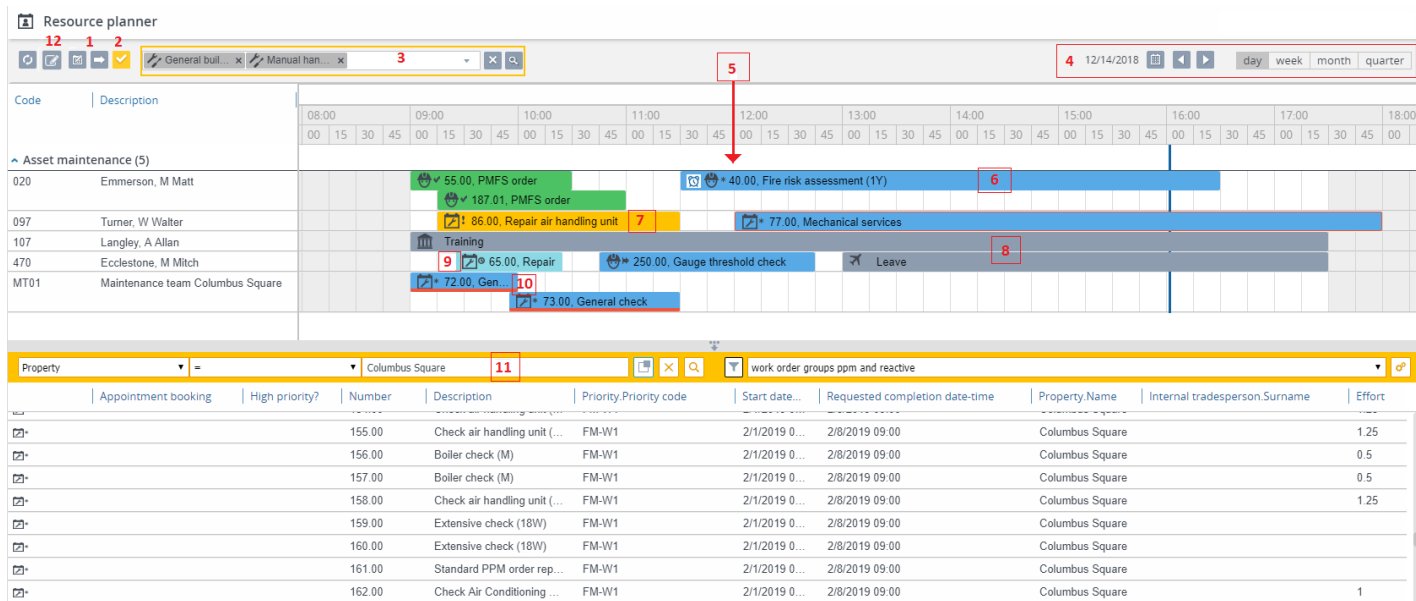 Resource planner
12 1 2
General buil... x Manual han... x 3
4 12/14/2018 day week month quarter
5
Code Description
08:00 09:00 10:00 11:00 12:00 13:00 14:00 15:00 16:00 17:00 18:00
00 15 30 45 00 15 30 45 00 15 30 45 00 15 30 45 00 15 30 45 00 15 30 45 00 15 30 45 00 15 30 45 00 15 30 45 00 15 30 45 00
Asset maintenance (5)
020 Emmerson, M Matt 55.00, PMFS order 40.00, Fire risk assessment (1Y) 6
187.01, PMFS order
097 Turner, W Walter 86.00, Repair air handling unit 7 77.00, Mechanical services
107 Langley, A Allan Training 8
470 Ecclestone, M Mitch 9 65.00, Repair 250.00, Gauge threshold check Leave
MT01 Maintenance team Columbus Square 72.00, Gen... 10
73.00, General check
Property = Columbus Square 11 work order groups ppm and reactive
Appointment booking High priority? Number Description Priority.Priority code Start date... Requested completion date-time Property.Name Internal tradesperson.Surname Effort
155.00 Check air handling unit (... FM-W1 2/1/2019 0... 2/8/2019 09:00 Columbus Square 1.25
156.00 Boiler check (M) FM-W1 2/1/2019 0... 2/8/2019 09:00 Columbus Square 0.5
157.00 Boiler check (M) FM-W1 2/1/2019 0... 2/8/2019 09:00 Columbus Square 0.5
158.00 Check air handling unit (... FM-W1 2/1/2019 0... 2/8/2019 09:00 Columbus Square 1.25
159.00 Extensive check (18W) FM-W1 2/1/2019 0... 2/8/2019 09:00 Columbus Square
160.00 Extensive check (18W) FM-W1 2/1/2019 0... 2/8/2019 09:00 Columbus Square
161.00 Standard PPM order rep... FM-W1 2/1/2019 0... 2/8/2019 09:00 Columbus Square
162.00 Check Air Conditioning ... FM-W1 2/1/2019 0... 2/8/2019 09:00 Columbus Square 1